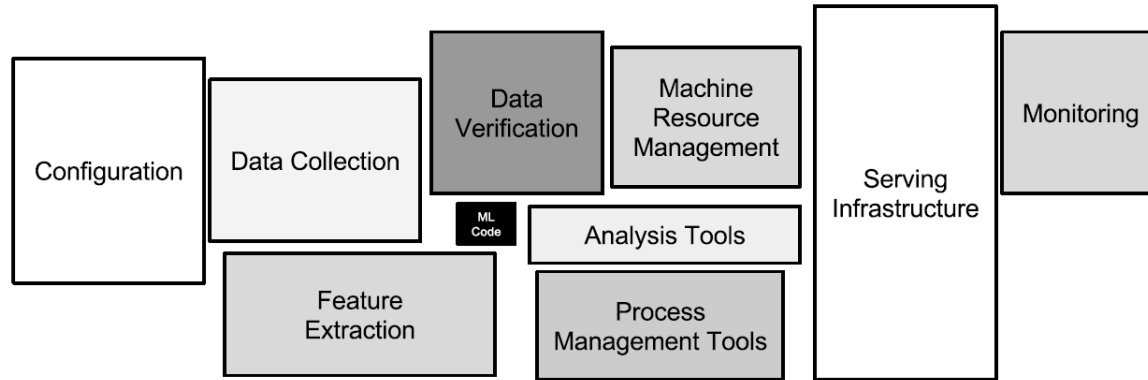 Configuration
Data Collection
Data
Verification
Machine
Resource
Management
Serving
Infrastructure
Monitoring
ML
Code
Analysis Tools
Feature
Extraction
Process
Management Tools